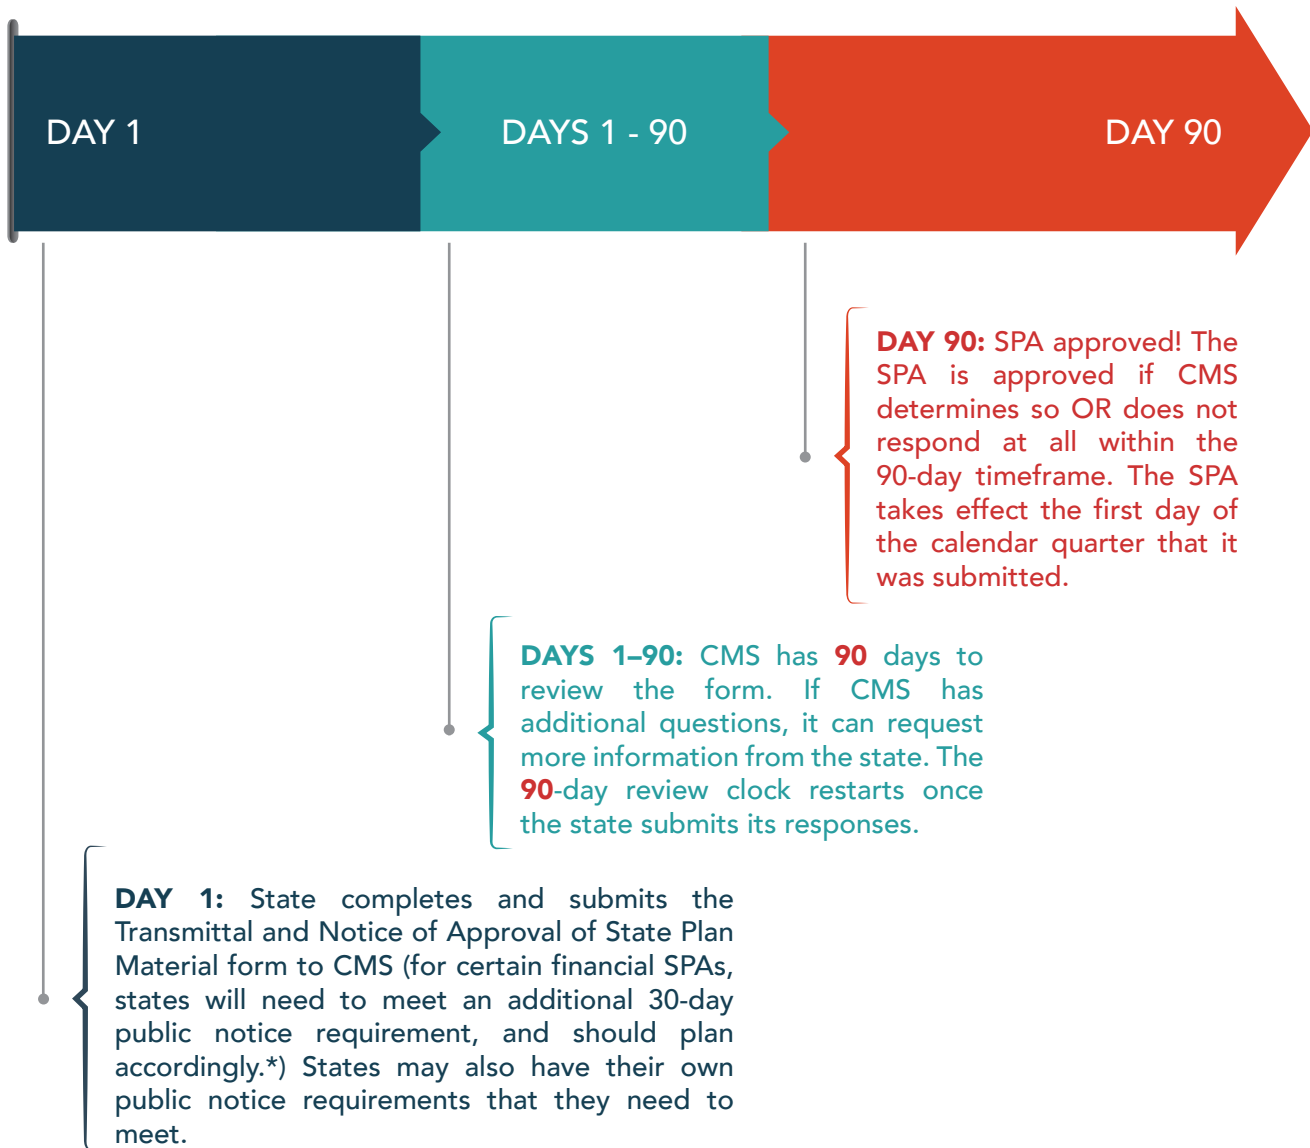 DAY 1
DAYS 1 - 90
DAY 90
DAY 90: SPA approved! The
SPA is approved if CMS
determines so OR does not
respond at all within the
90-day timeframe. The SPA
takes effect the first day of
the calendar quarter that it
was submitted.
DAYS 1–90: CMS has 90 days to
review the form. If CMS has
additional questions, it can request
more information from the state. The
90-day review clock restarts once
the state submits its responses.
DAY 1: State completes and submits the
Transmittal and Notice of Approval of State Plan
Material form to CMS (for certain financial SPAs,
states will need to meet an additional 30-day
public notice requirement, and should plan
accordingly.*) States may also have their own
public notice requirements that they need to
meet.